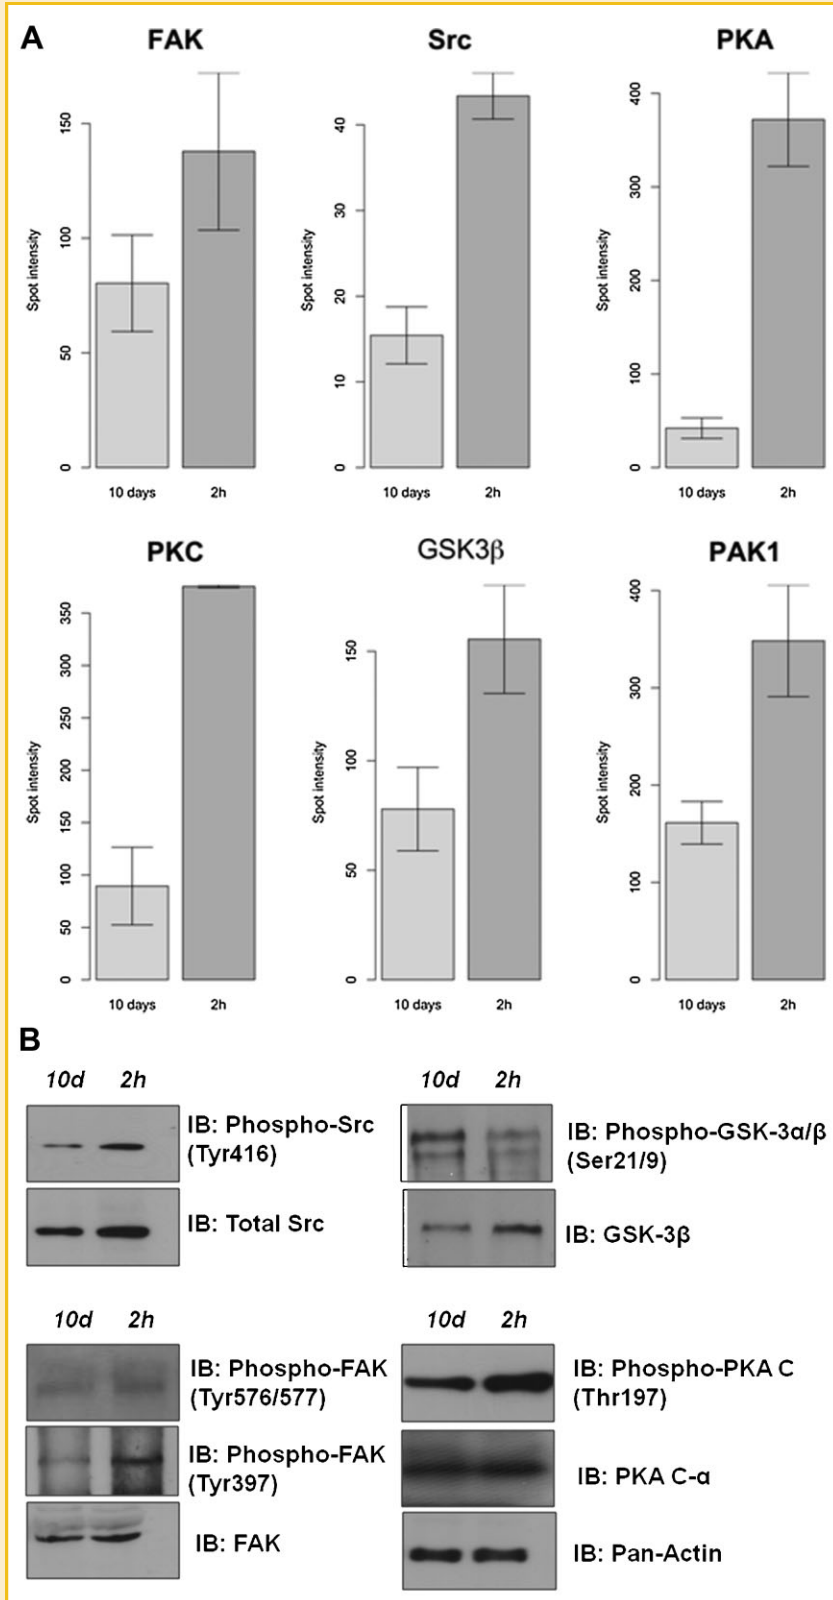 A
FAK
Src
PKA
150
100
50
0
Spot intensity
10 days
2h
40
30
20
10
0
Spot intensity
10 days
2h
400
300
200
100
0
Spot intensity
10 days
2h
PKC
GSK3β
PAK1
350
300
250
200
150
100
50
0
Spot intensity
10 days
2h
150
100
50
0
Spot intensity
10 days
2h
400
300
200
100
0
Spot intensity
10 days
2h
B
10d 2h
IB: Phospho-Src
(Tyr416)
IB: Total Src
10d 2h
IB: Phospho-GSK-3α/β
(Ser21/9)
IB: GSK-3β
10d 2h
IB: Phospho-FAK
(Tyr576/577)
IB: Phospho-FAK
(Tyr397)
IB: FAK
10d 2h
IB: Phospho-PKA C
(Thr197)
IB: PKA C-α
IB: Pan-Actin